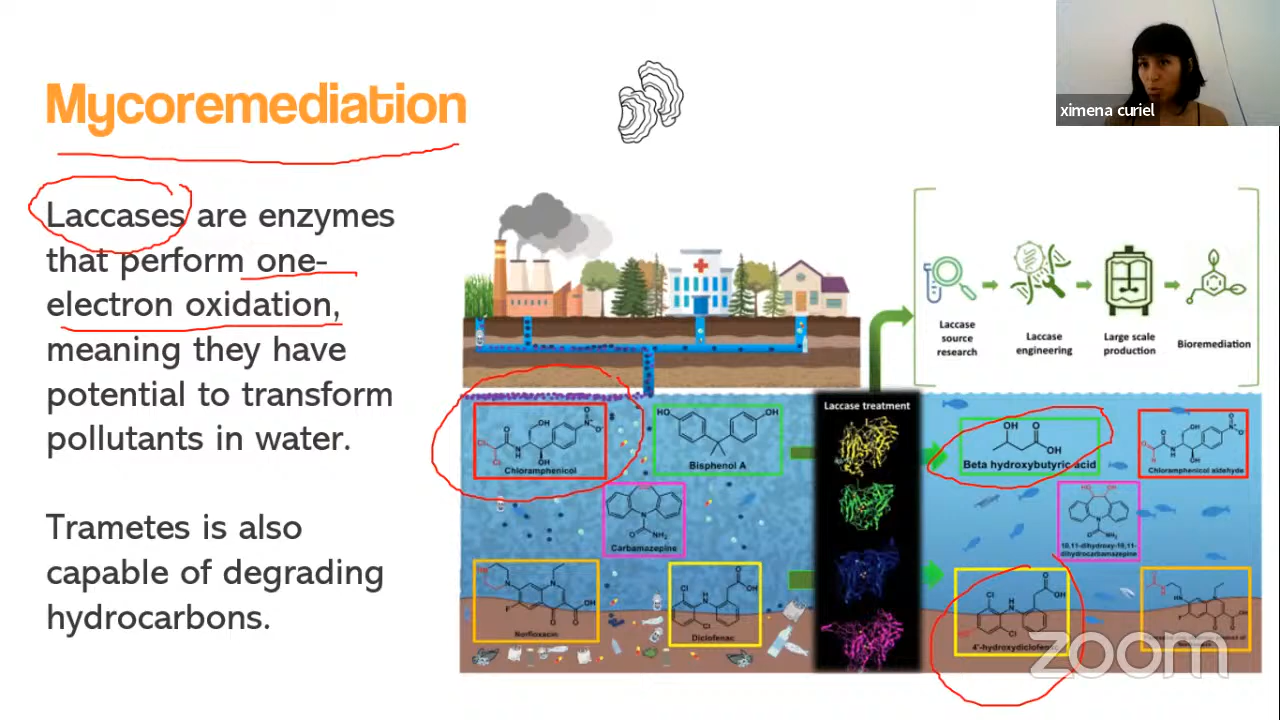 ximena curiel
Mycoremediation
Laccases are enzymes
that perform one-
electron oxidation,
meaning they have
potential to transform
pollutants in water.
Trametes is also
capable of degrading
hydrocarbons.
Laccase
source
research
Laccase
engineering
Large scale
production
Bioremediation
Chloramphenicol
Bisphenol A
Carbamazepine
Norfloxacin
Diclofenac
Laccase treatment
Beta hydroxybutyric acid
Chloramphenicol aldehyde
10,11-dihydroxy-10,11-
dihydrocarbamazepine
4'-hydroxydiclofenac
zoom